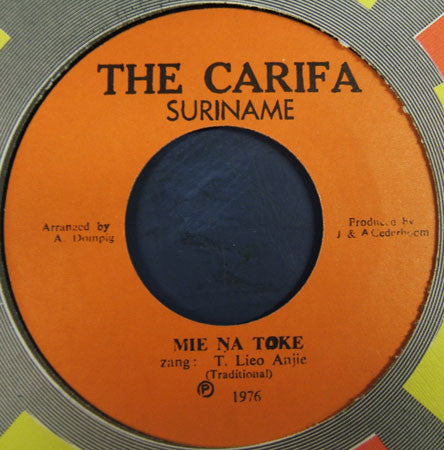 THE CARIFA
SURINAME
Arranged by
A. Dompig
Produced by
J & A Cederboom
MIE NA TOKE
zang: T. Lieo Anjie
(Traditional)
℗ 1976